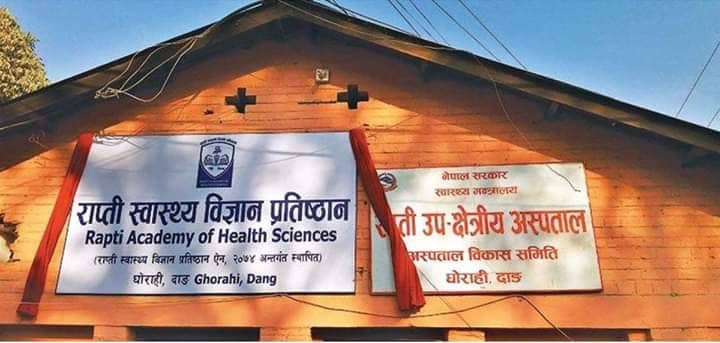 राप्ती स्वास्थ्य विज्ञान प्रतिष्ठान
Rapti Academy of Health Sciences
(राप्ती स्वास्थ्य विज्ञान प्रतिष्ठान ऐन, २०७४ अन्तर्गत स्थापित)
घोराही, दाङ Ghorahi, Dang
नेपाल सरकार
स्वास्थ्य मन्त्रालय
उप-क्षेत्रीय अस्पताल
अस्पताल विकास समिति
घोराही, दाङ